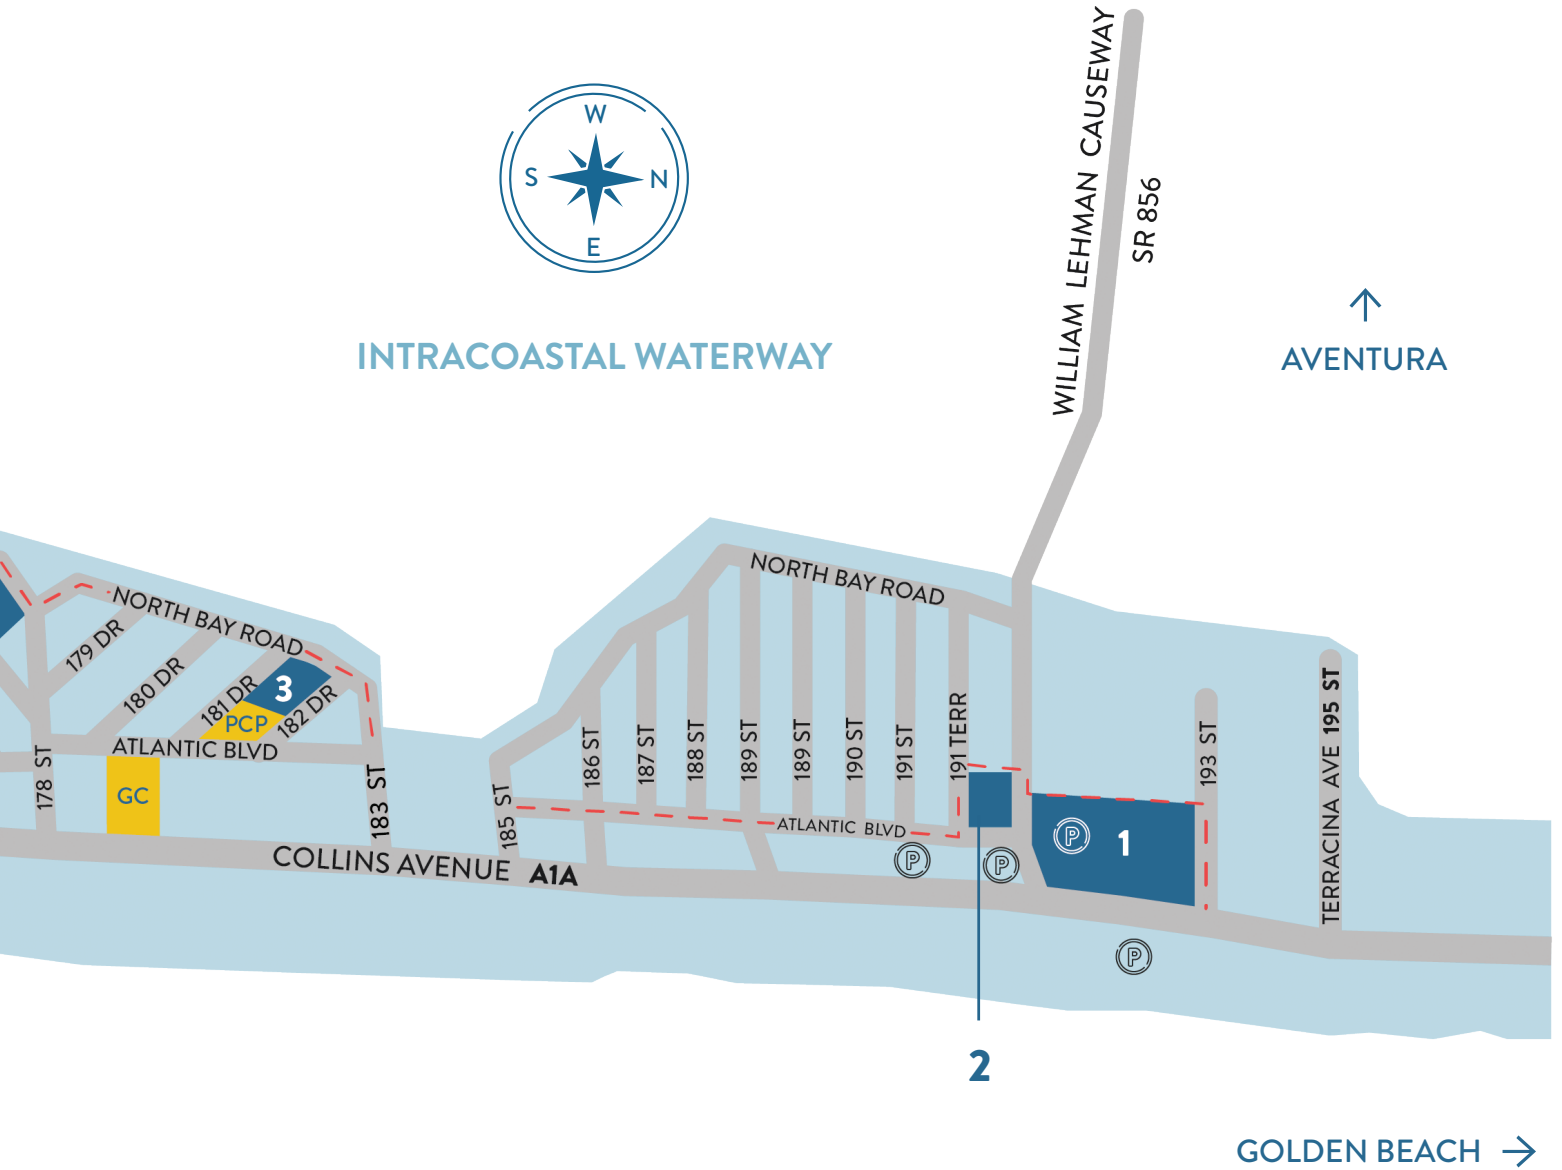 WILLIAM LEHMAN CAUSEWAY
SR 856
W
S
N
E
INTRACOASTAL WATERWAY
AVENTURA
NORTH BAY ROAD
NORTH BAY ROAD
179 DR
180 DR
181 DR
3
182 DR
PCP
ATLANTIC BLVD
178 ST
GC
183 ST
185 ST
186 ST
187 ST
188 ST
189 ST
189 ST
190 ST
191 ST
191 TERR
193 ST
TERRACINA AVE 195 ST
ATLANTIC BLVD
P
P
P
1
COLLINS AVENUE A1A
P
2
GOLDEN BEACH